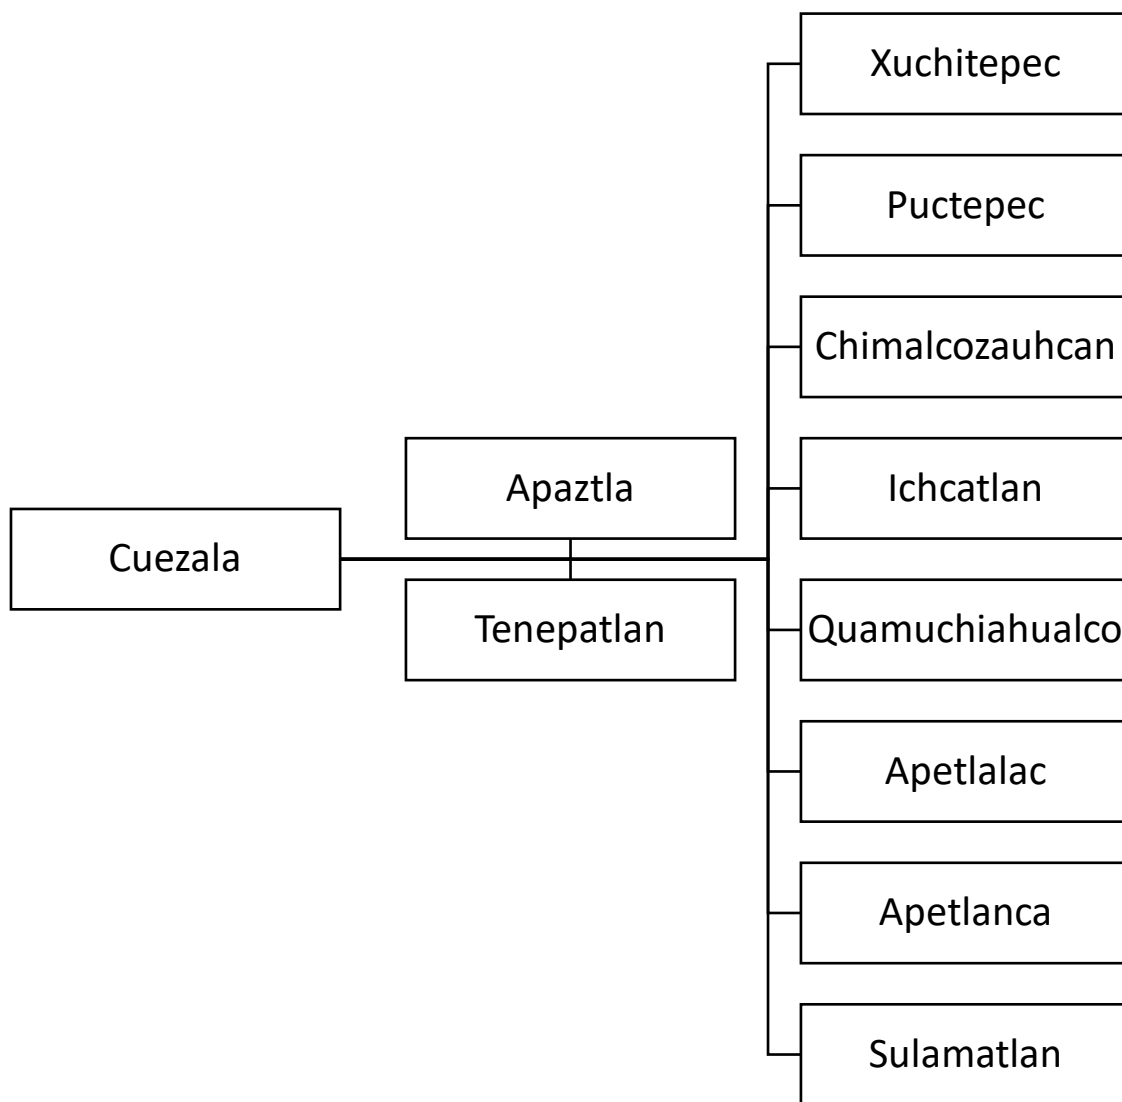 Cuezala
Apaztla
Tenepatlan
Xuchitepec
Puctepec
Chimalcozauhcan
Ichcatlan
Quamuchiahualco
Apetlalac
Apetlanca
Sulamatlan